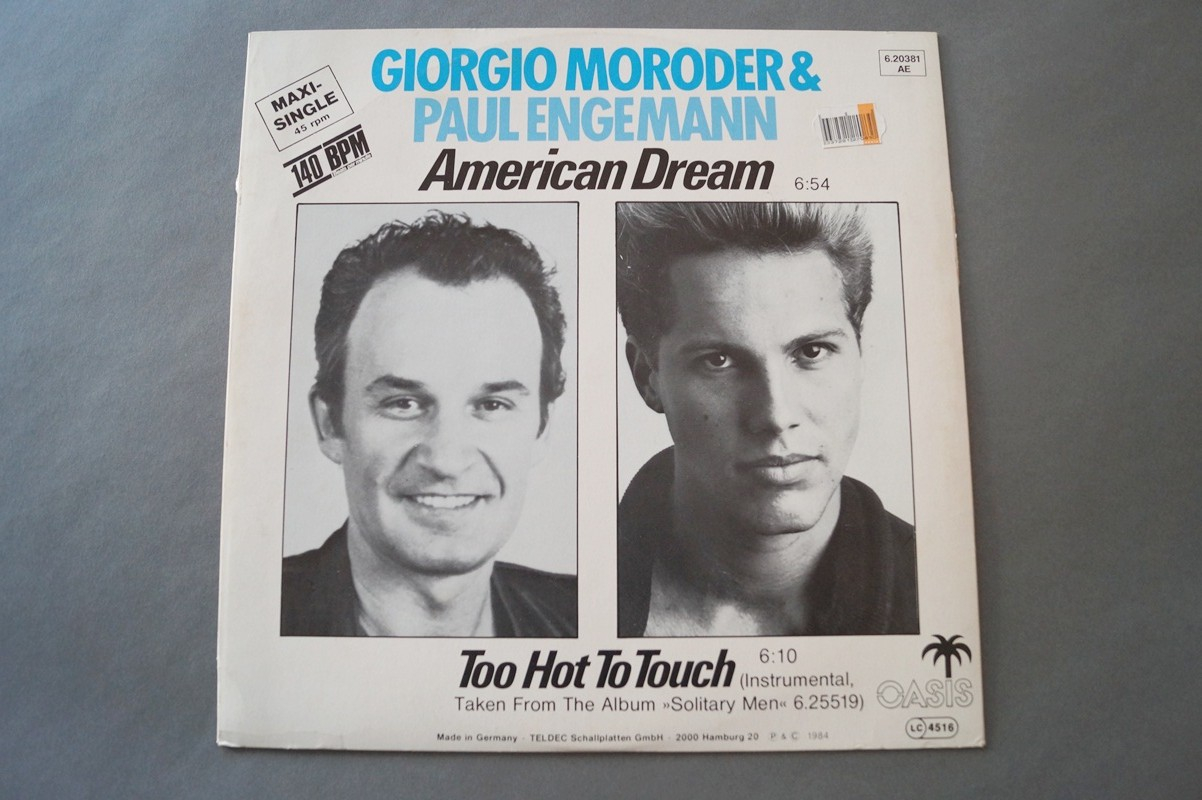 GIORGIO MORODER &
PAUL ENGEMANN
American Dream 6:54
MAXI-
SINGLE
45 rpm
140 BPM
6.20381
AE
Too Hot To Touch 6:10
(Instrumental,
Taken From The Album »Solitary Men« 6.25519)
OASIS
LC 4516
Made in Germany · TELDEC Schallplatten GmbH · 2000 Hamburg 20 P & C 1984